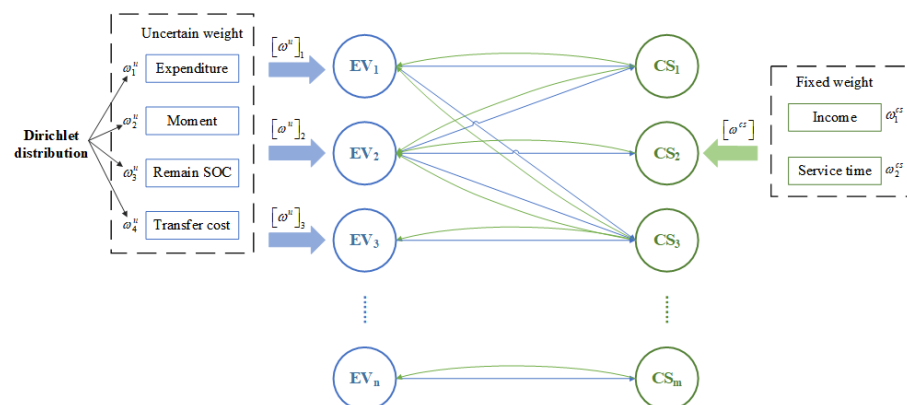 Uncertain weight
ω₁ᵘ Expenditure
ω₂ᵘ Moment
ω₃ᵘ Remain SOC
ω₄ᵘ Transfer cost
Dirichlet
distribution
[ωᵘ]₁
[ωᵘ]₂
[ωᵘ]₃
EV₁
EV₂
EV₃
EVₙ
CS₁
CS₂
CS₃
CSₘ
[ωᶜˢ]
Fixed weight
Income ω₁ᶜˢ
Service time ω₂ᶜˢ